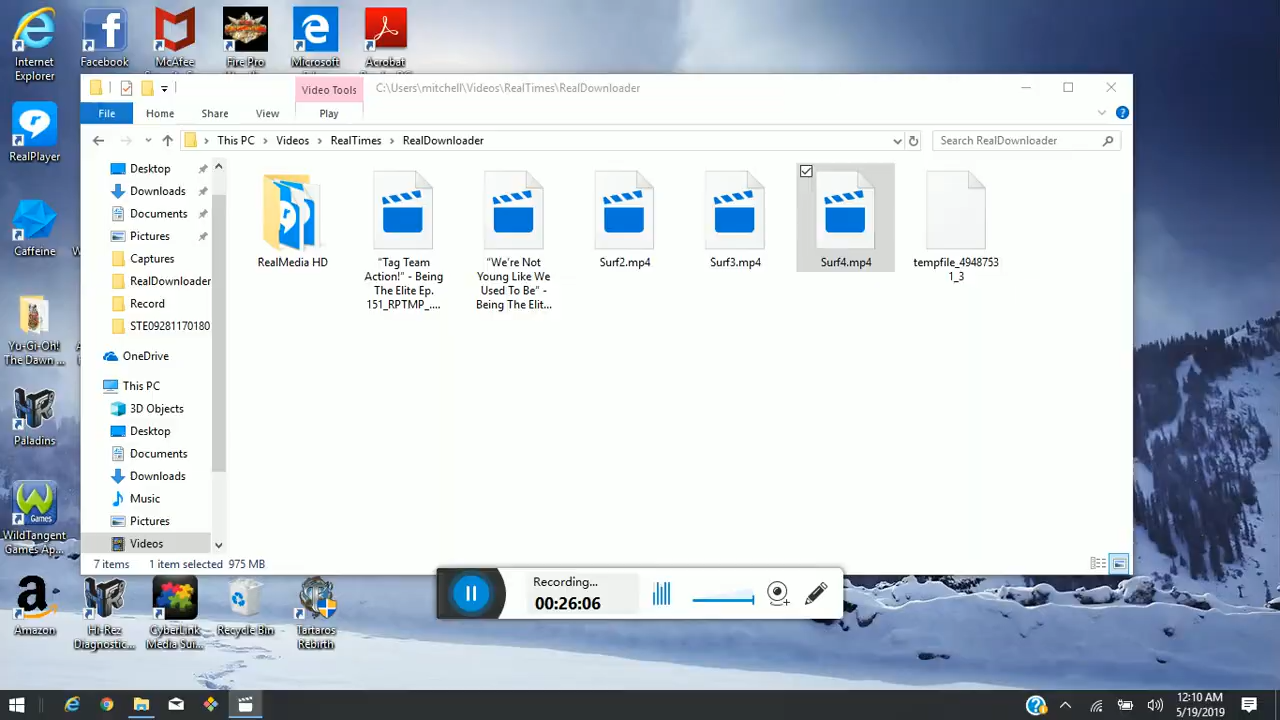 Internet
Explorer
Facebook
McAfee
Fire Pro
Microsoft
Acrobat
Video Tools
C:\Users\mitchell\Videos\RealTimes\RealDownloader
File
Home
Share
View
Play
This PC
Videos
RealTimes
RealDownloader
Search RealDownloader
RealPlayer
Caffeine
Yu-Gi-Oh!
The Dawn ...
Paladins
WildTangent
Games Ap...
Desktop
Downloads
Documents
Pictures
Captures
RealDownloader
Record
STE09281170180
OneDrive
This PC
3D Objects
Desktop
Documents
Downloads
Music
Pictures
Videos
RealMedia HD
"Tag Team
Action!" - Being
The Elite Ep.
151_RPTMP_....
"We're Not
Young Like We
Used To Be" -
Being The Elit...
Surf2.mp4
Surf3.mp4
Surf4.mp4
tempfile_4948753
1_3
7 items
1 item selected 975 MB
Recording...
00:26:06
Amazon
Hi-Rez
Diagnostic...
CyberLink
Media Sui...
Recycle Bin
Tartaros
Rebirth
12:10 AM
5/19/2019